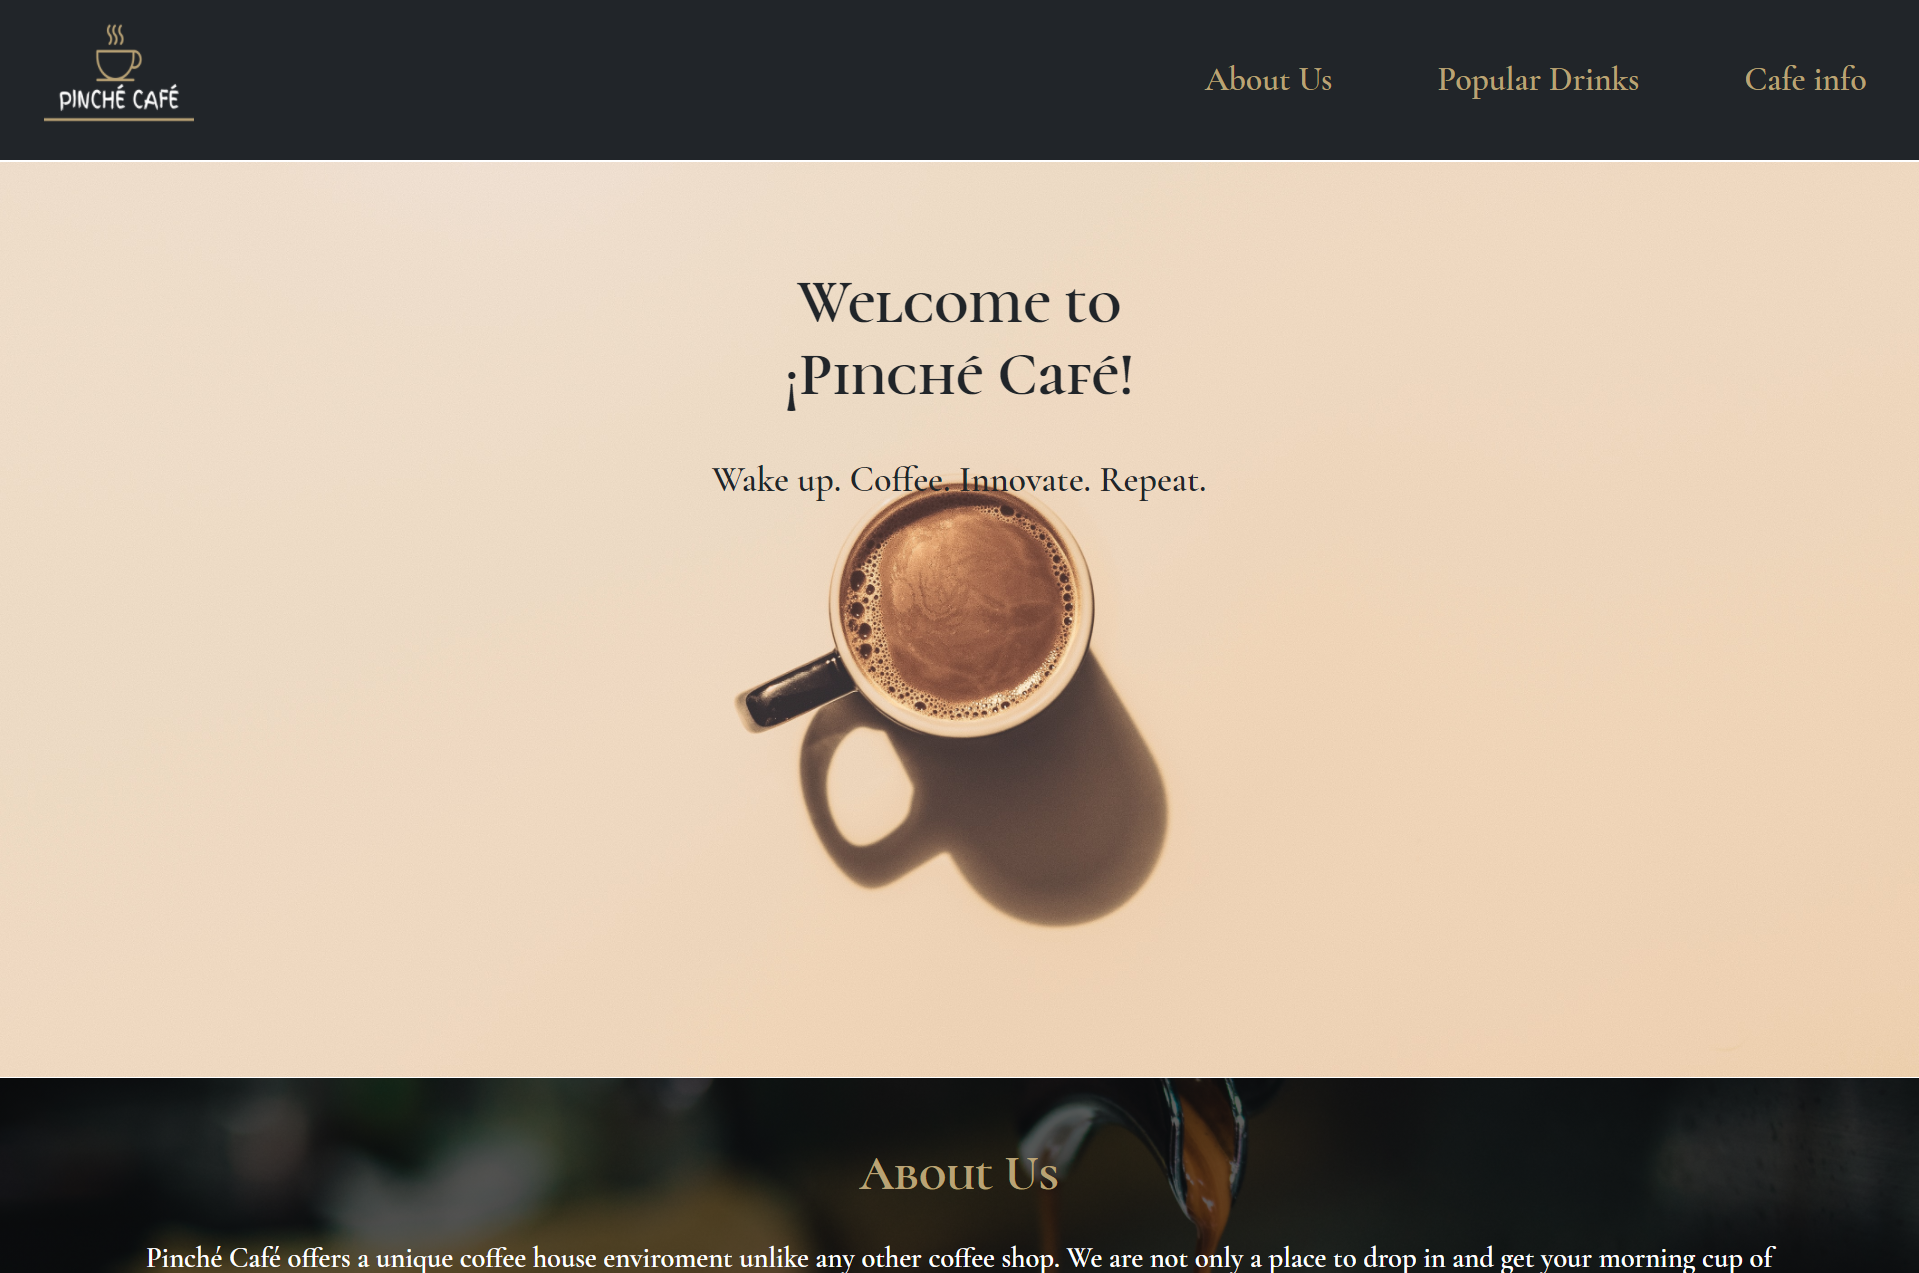 PINCHÉ CAFÉ
About Us
Popular Drinks
Cafe info
Welcome to
¡Pinché Café!
Wake up. Coffee. Innovate. Repeat.
About Us
Pinché Café offers a unique coffee house enviroment unlike any other coffee shop. We are not only a place to drop in and get your morning cup of